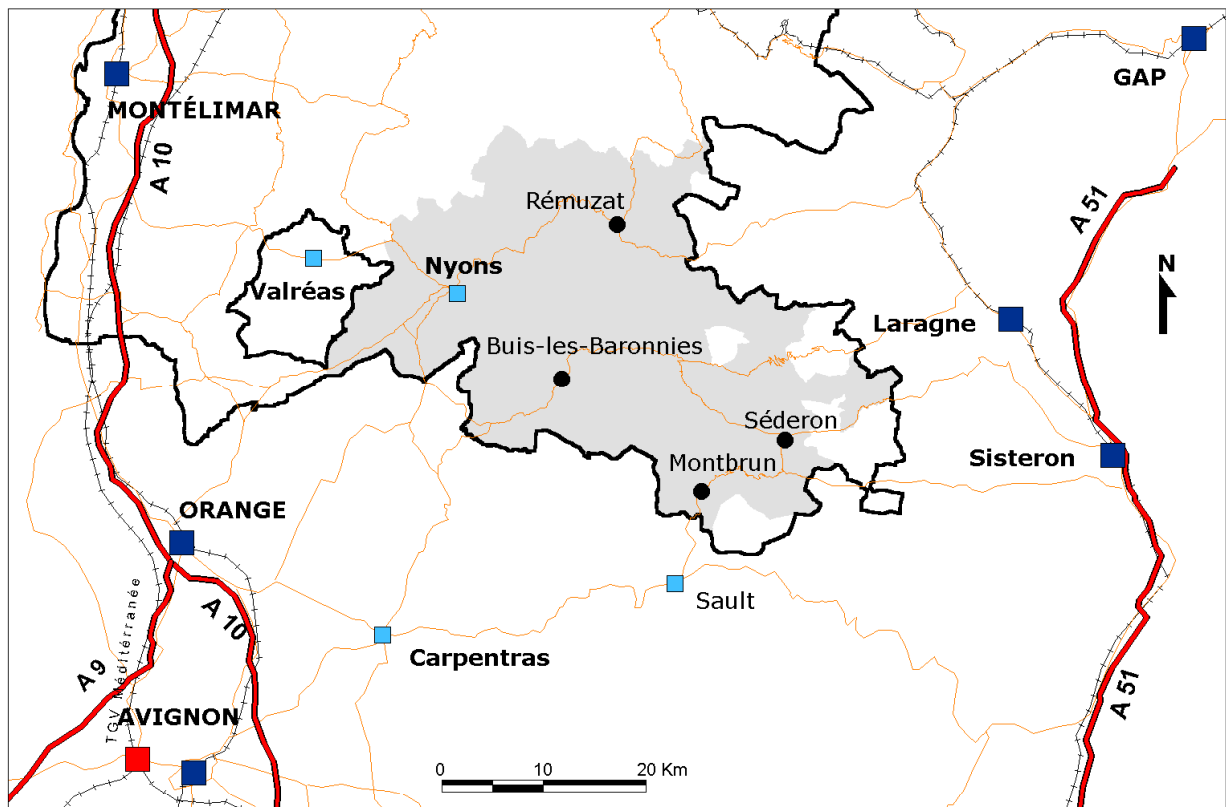 GAP
MONTÉLIMAR
A 10
A 51
Rémuzat
N
Nyons
Valréas
Laragne
Buis-les-Baronnies
Séderon
Montbrun
Sisteron
ORANGE
Sault
A 10
Carpentras
A 9
TGV Méditérranée
A 51
AVIGNON
0 10 20 Km